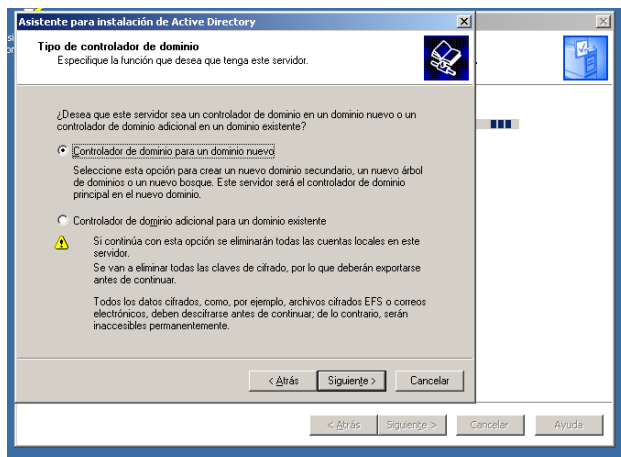 Asistente para instalación de Active Directory
Tipo de controlador de dominio
Especifique la función que desea que tenga este servidor.
¿Desea que este servidor sea un controlador de dominio en un dominio nuevo o un
controlador de dominio adicional en un dominio existente?
Controlador de dominio para un dominio nuevo
Seleccione esta opción para crear un nuevo dominio secundario, un nuevo árbol
de dominios o un nuevo bosque. Este servidor será el controlador de dominio
principal en el nuevo dominio.
Controlador de dominio adicional para un dominio existente
Si continúa con esta opción se eliminarán todas las cuentas locales en este
servidor.
Se van a eliminar todas las claves de cifrado, por lo que deberán exportarse
antes de continuar.
Todos los datos cifrados, como, por ejemplo, archivos cifrados EFS o correos
electrónicos, deben descifrarse antes de continuar; de lo contrario, serán
inaccesibles permanentemente.
< Atrás Siguiente > Cancelar
< Atrás Siguiente > Cancelar Ayuda